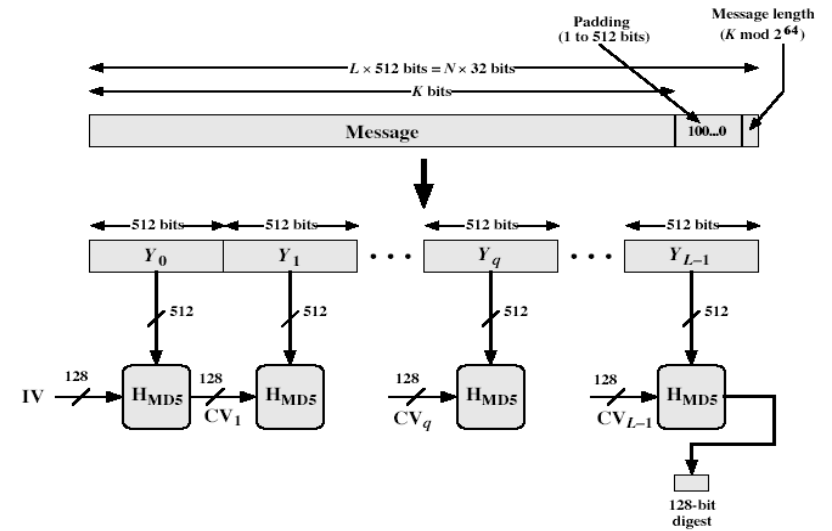 Padding
(1 to 512 bits)
Message length
(K mod 2^64)
L × 512 bits = N × 32 bits
K bits
Message
100...0
512 bits
512 bits
512 bits
512 bits
Y0
Y1
• • •
Yq
• • •
YL–1
512
512
512
512
IV
128
HMD5
128
CV1
HMD5
128
CVq
HMD5
128
CVL–1
HMD5
128-bit
digest